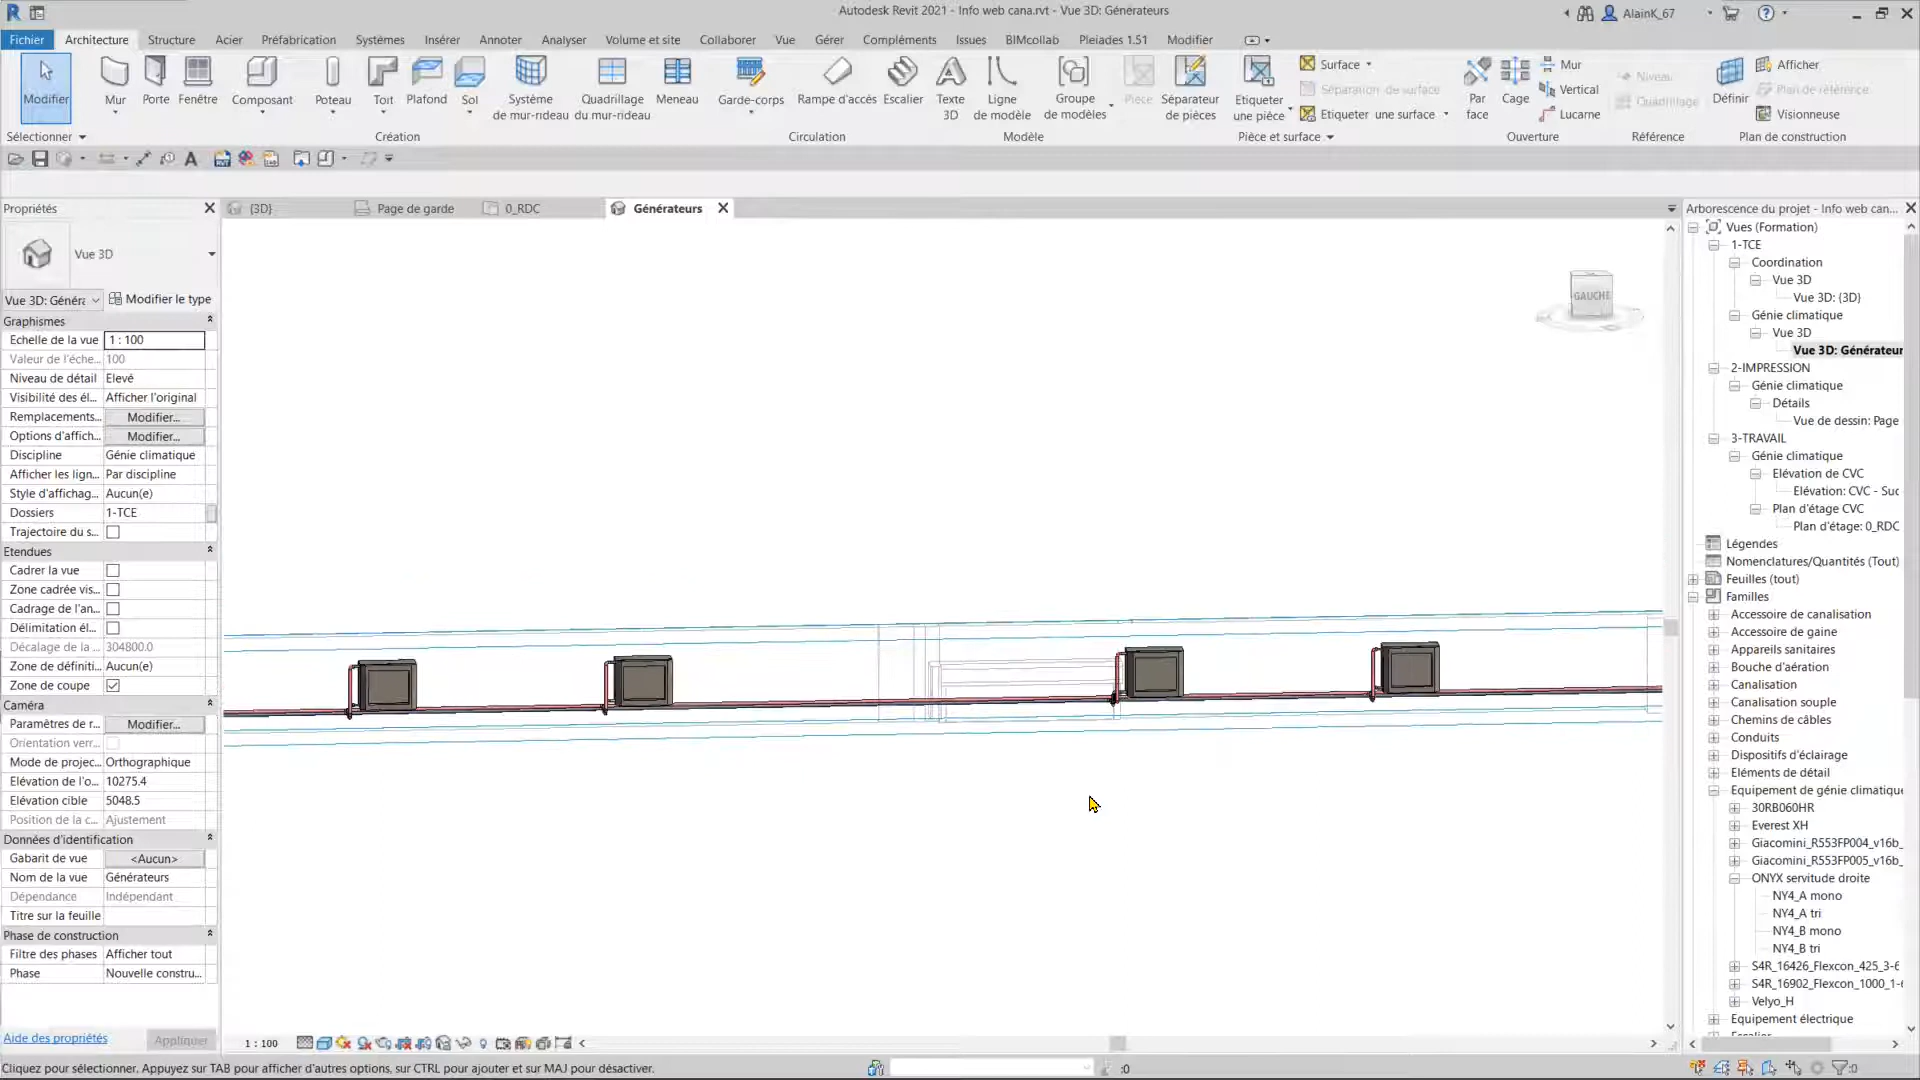 Autodesk Revit 2021 - Info web cana.rvt - Vue 3D: Générateurs
AlainK_67
Fichier Architecture Structure Acier Préfabrication Systèmes Insérer Annoter Analyser Volume et site Collaborer Vue Gérer Compléments Issues BIMcollab Pleiades 1.51 Modifier
Modifier
Mur
Porte
Fenêtre
Composant
Poteau
Toit
Plafond
Sol
Système
de mur-rideau
Quadrillage
du mur-rideau
Meneau
Garde-corps
Rampe d'accès
Escalier
Texte
3D
Ligne
de modèle
Groupe
de modèles
Pièce
Séparateur
de pièces
Etiqueter
une pièce
Surface
Séparation de surface
Etiqueter une surface
Par
face
Cage
Mur
Vertical
Lucarne
Niveau
Quadrillage
Définir
Afficher
Plan de référence
Visionneuse
Sélectionner
Création
Circulation
Modèle
Pièce et surface
Ouverture
Référence
Plan de construction
Propriétés
{3D}
Page de garde
0_RDC
Générateurs
Vue 3D
Vue 3D: Généra
Modifier le type
Graphismes
Echelle de la vue 1 : 100
Valeur de l'éche... 100
Niveau de détail Elevé
Visibilité des él... Afficher l'original
Remplacements... Modifier...
Options d'affich... Modifier...
Discipline Génie climatique
Afficher les lign... Par discipline
Style d'affichag... Aucun(e)
Dossiers 1-TCE
Trajectoire du s...
Etendues
Cadrer la vue
Zone cadrée vis...
Cadrage de l'an...
Délimitation él...
Décalage de la ... 304800.0
Zone de définiti... Aucun(e)
Zone de coupe
Caméra
Paramètres de r... Modifier...
Orientation verr...
Mode de projec... Orthographique
Elévation de l'o... 10275.4
Elévation cible 5048.5
Position de la c... Ajustement
Données d'identification
Gabarit de vue <Aucun>
Nom de la vue Générateurs
Dépendance Indépendant
Titre sur la feuille
Phase de construction
Filtre des phases Afficher tout
Phase Nouvelle constru...
Aide des propriétés
Appliquer
GAUCHE
Arborescence du projet - Info web can...
Vues (Formation)
1-TCE
Coordination
Vue 3D
Vue 3D: {3D}
Génie climatique
Vue 3D
Vue 3D: Générateur
2-IMPRESSION
Génie climatique
Détails
Vue de dessin: Page
3-TRAVAIL
Génie climatique
Elévation de CVC
Elévation: CVC - Suc
Plan d'étage CVC
Plan d'étage: 0_RDC
Légendes
Nomenclatures/Quantités (Tout)
Feuilles (tout)
Familles
Accessoire de canalisation
Accessoire de gaine
Appareils sanitaires
Bouche d'aération
Canalisation
Canalisation souple
Chemins de câbles
Conduits
Dispositifs d'éclairage
Eléments de détail
Equipement de génie climatique
30RB060HR
Everest XH
Giacomini_R553FP004_v16b_
Giacomini_R553FP005_v16b_
ONYX servitude droite
NY4_A mono
NY4_A tri
NY4_B mono
NY4_B tri
S4R_16426_Flexcon_425_3-6
S4R_16902_Flexcon_1000_1-6
Velyo_H
Equipement électrique
1 : 100
Cliquez pour sélectionner. Appuyez sur TAB pour afficher d'autres options, sur CTRL pour ajouter et sur MAJ pour désactiver.
:0
:0